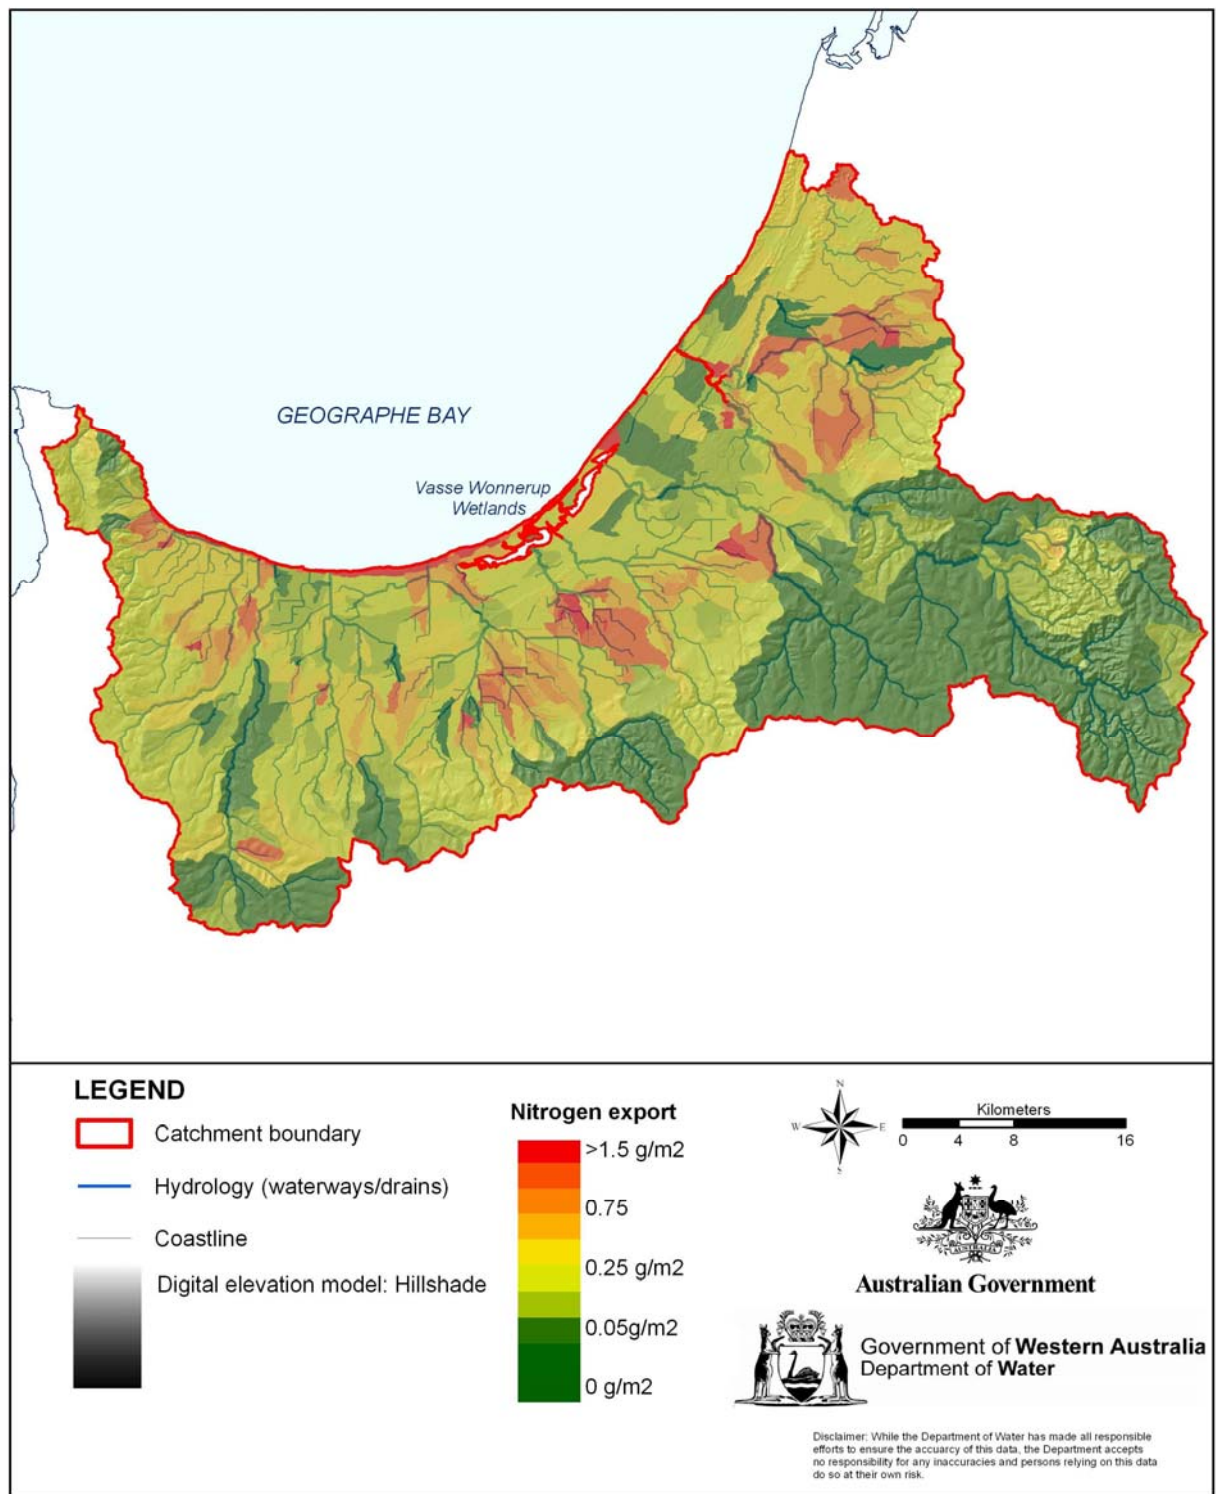 GEOGRAPHE BAY
Vasse Wonnerup
Wetlands
LEGEND
Catchment boundary
Hydrology (waterways/drains)
Coastline
Digital elevation model: Hillshade
Nitrogen export
>1.5 g/m2
0.75
0.25 g/m2
0.05g/m2
0 g/m2
N
W
E
S
Kilometers
0 4 8 16
AUSTRALIA
Australian Government
Government of Western Australia
Department of Water
Disclaimer: While the Department of Water has made all responsible
efforts to ensure the accuarcy of this data, the Department accepts
no responsibility for any inaccuracies and persons relying on this data
do so at their own risk.